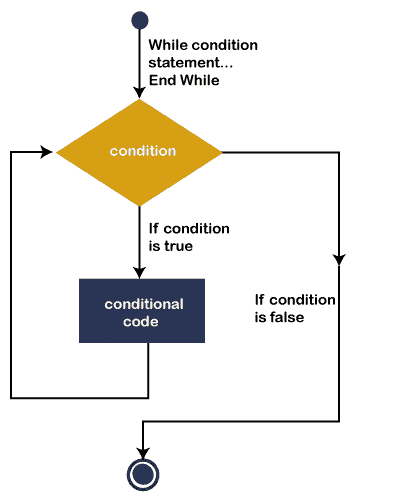 While condition
statement...
End While
condition
If condition
is true
conditional
code
If condition
is false